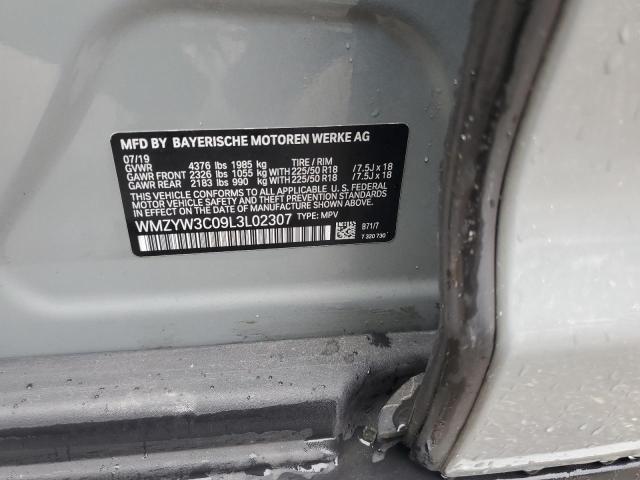 MFD BY BAYERISCHE MOTOREN WERKE AG
07/19
GVWR 4376 lbs 1985 kg TIRE / RIM
GAWR FRONT 2326 lbs 1055 kg WITH 225/50 R18 /7.5J x 18
GAWR REAR 2183 lbs 990 kg WITH 225/50 R18 /7.5J x 18
THIS VEHICLE CONFORMS TO ALL APPLICABLE U.S. FEDERAL
MOTOR VEHICLE SAFETY AND THEFT PREVENTION STANDARDS
IN EFFECT ON THE DATE OF MANUFACTURE SHOWN ABOVE.
WMZYW3C09L3L02307 TYPE: MPV
B71/7
7 320 730